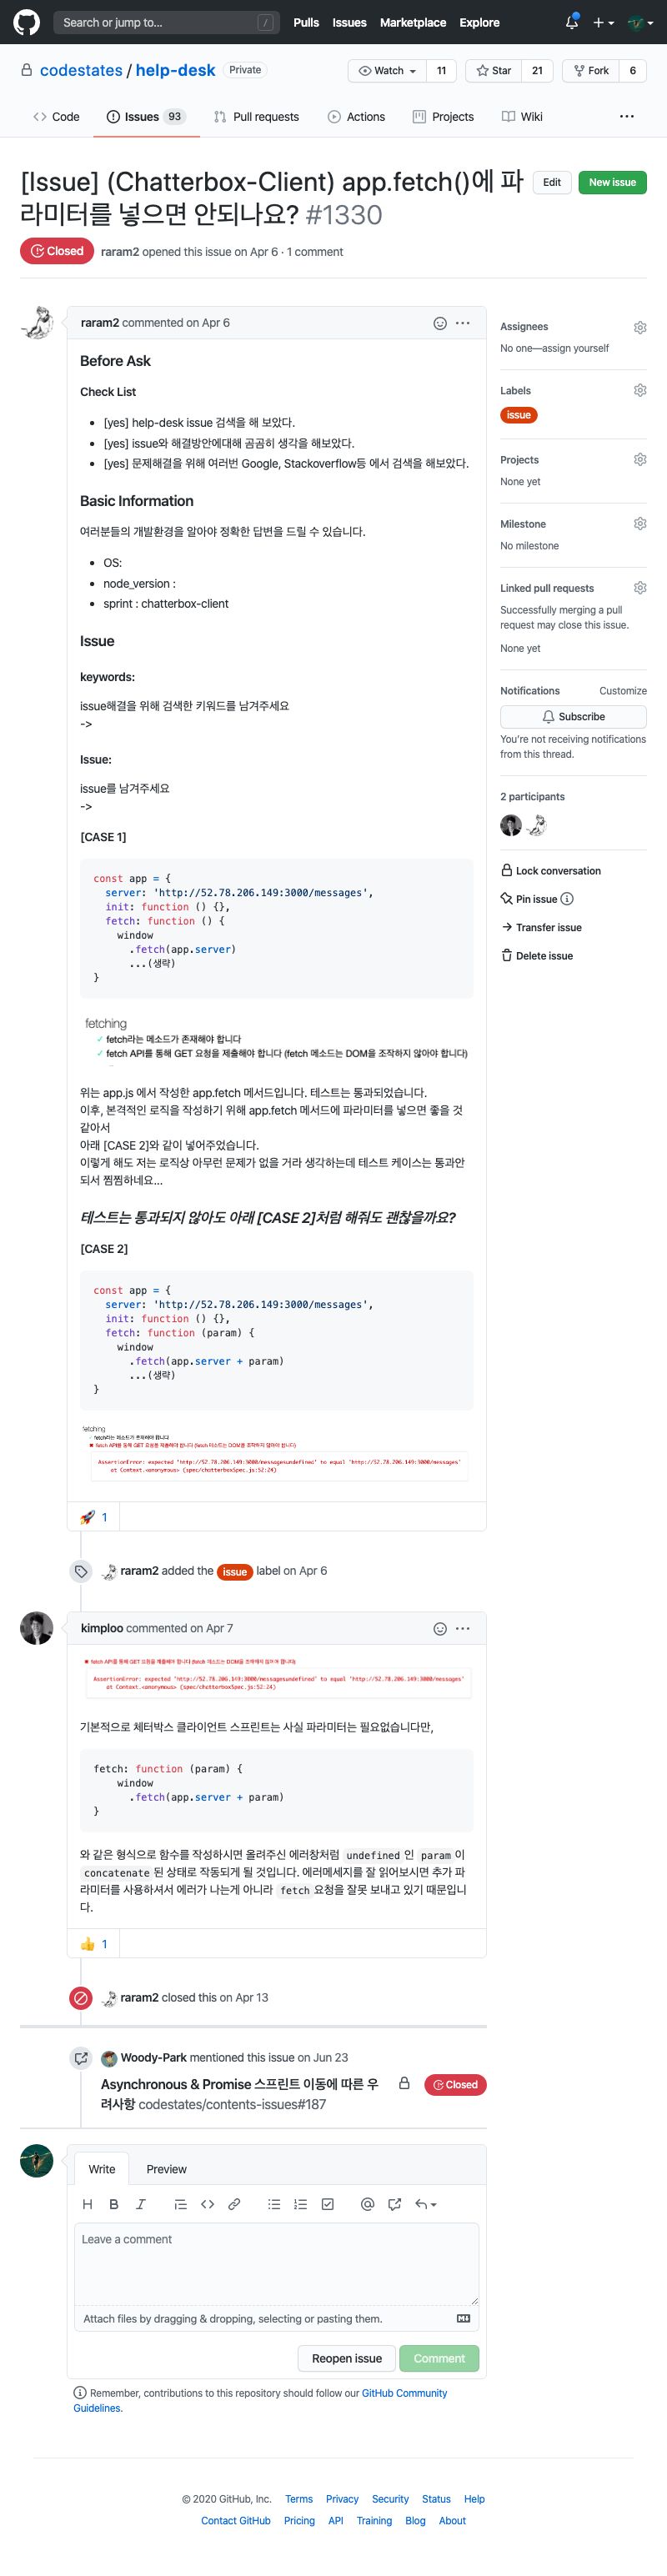 Search or jump to...
/
Pulls Issues Marketplace Explore
codestates / help-desk Private
Watch 11 Star 21 Fork 6
Code Issues 93 Pull requests Actions Projects Wiki ...
[Issue] (Chatterbox-Client) app.fetch()에 파
라미터를 넣으면 안되나요? #1330
Edit New issue
Closed raram2 opened this issue on Apr 6 · 1 comment
raram2 commented on Apr 6
Before Ask
Check List
• [yes] help-desk issue 검색을 해 보았다.
• [yes] issue와 해결방안에대해 곰곰히 생각을 해보았다.
• [yes] 문제해결을 위해 여러번 Google, Stackoverflow등 에서 검색을 해보았다.
Basic Information
여러분들의 개발환경을 알아야 정확한 답변을 드릴 수 있습니다.
• OS:
• node_version :
• sprint : chatterbox-client
Issue
keywords:
issue해결을 위해 검색한 키워드를 남겨주세요
->
Issue:
issue를 남겨주세요
->
[CASE 1]
const app = {
server: 'http://52.78.206.149:3000/messages',
init: function () {},
fetch: function () {
window
.fetch(app.server)
...(생략)
}
fetching
✓ fetch라는 메소드가 존재해야 합니다
✓ fetch API를 통해 GET 요청을 제출해야 합니다 (fetch 메소드는 DOM을 조작하지 않아야 합니다)
위는 app.js 에서 작성한 app.fetch 메서드입니다. 테스트는 통과되었습니다.
이후, 본격적인 로직을 작성하기 위해 app.fetch 메서드에 파라미터를 넣으면 좋을 것
같아서
아래 [CASE 2]와 같이 넣어주었습니다.
이렇게 해도 저는 로직상 아무런 문제가 없을 거라 생각하는데 테스트 케이스는 통과안
되서 찜찜하네요...
테스트는 통과되지 않아도 아래 [CASE 2]처럼 해줘도 괜찮을까요?
[CASE 2]
const app = {
server: 'http://52.78.206.149:3000/messages',
init: function () {},
fetch: function (param) {
window
.fetch(app.server + param)
...(생략)
}
fetching
fetch라는 메소드가 존재해야 합니다
fetch API를 통해 GET 요청을 제출해야 합니다 (fetch 메소드는 DOM을 조작하지 않아야 합니다)
AssertionError: expected 'http://52.78.206.149:3000/messagesundefined' to equal 'http://52.78.206.149:3000/messages'
at Context.<anonymous> (spec/chatterboxSpec.js:52:24)
1
raram2 added the issue label on Apr 6
kimploo commented on Apr 7
fetch API를 통해 GET 요청을 제출해야 합니다 (fetch 메소드는 DOM을 조작하지 않아야 합니다)
AssertionError: expected 'http://52.78.206.149:3000/messagesundefined' to equal 'http://52.78.206.149:3000/messages'
at Context.<anonymous> (spec/chatterboxSpec.js:52:24)
기본적으로 체터박스 클라이언트 스프린트는 사실 파라미터는 필요없습니다만,
fetch: function (param) {
window
.fetch(app.server + param)
}
와 같은 형식으로 함수를 작성하시면 올려주신 에러창처럼 undefined 인 param 이
concatenate 된 상태로 작동되게 될 것입니다. 에러메세지를 잘 읽어보시면 추가 파
라미터를 사용하셔서 에러가 나는게 아니라 fetch 요청을 잘못 보내고 있기 때문입니
다.
1
raram2 closed this on Apr 13
Woody-Park mentioned this issue on Jun 23
Asynchronous & Promise 스프린트 이동에 따른 우
려사항 codestates/contents-issues#187
Closed
Write Preview
Leave a comment
Attach files by dragging & dropping, selecting or pasting them.
Reopen issue Comment
Remember, contributions to this repository should follow our GitHub Community
Guidelines.
Assignees
No one—assign yourself
Labels
issue
Projects
None yet
Milestone
No milestone
Linked pull requests
Successfully merging a pull
request may close this issue.
None yet
Notifications Customize
Subscribe
You're not receiving notifications
from this thread.
2 participants
Lock conversation
Pin issue
Transfer issue
Delete issue
© 2020 GitHub, Inc. Terms Privacy Security Status Help
Contact GitHub Pricing API Training Blog About